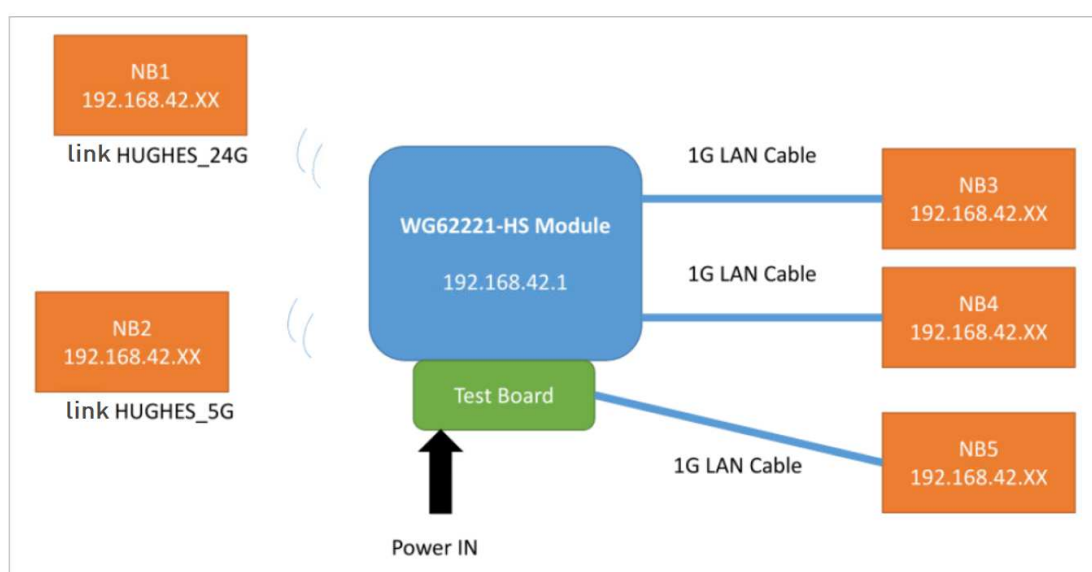 NB1
192.168.42.XX
link HUGHES_24G
NB2
192.168.42.XX
link HUGHES_5G
WG62221-HS Module
192.168.42.1
Test Board
Power IN
1G LAN Cable
NB3
192.168.42.XX
1G LAN Cable
NB4
192.168.42.XX
1G LAN Cable
NB5
192.168.42.XX